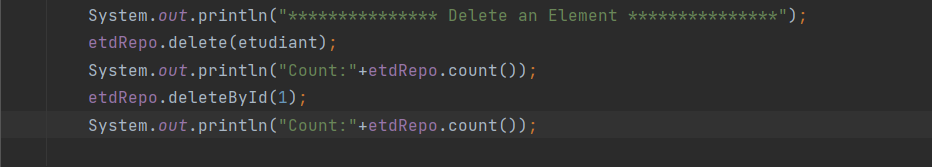 System.out.println("*************** Delete an Element ***************");
etdRepo.delete(etudiant);
System.out.println("Count:"+etdRepo.count());
etdRepo.deleteById(1);
System.out.println("Count:"+etdRepo.count());